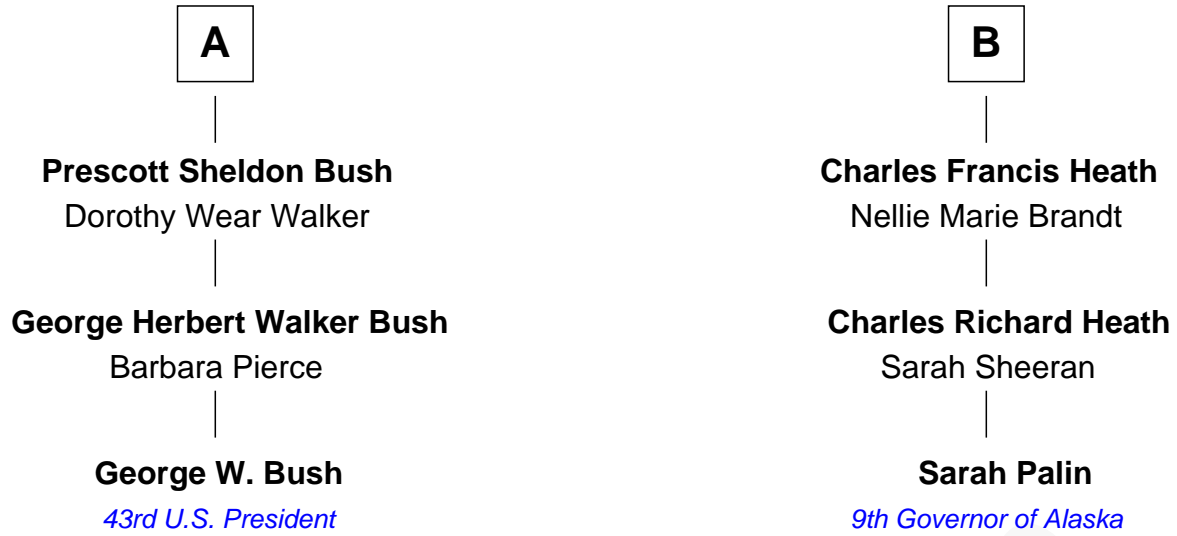 A
B
Prescott Sheldon Bush
Charles Francis Heath
Dorothy Wear Walker
Nellie Marie Brandt
George Herbert Walker Bush
Charles Richard Heath
Barbara Pierce
Sarah Sheeran
George W. Bush
Sarah Palin
43rd U.S. President
9th Governor of Alaska